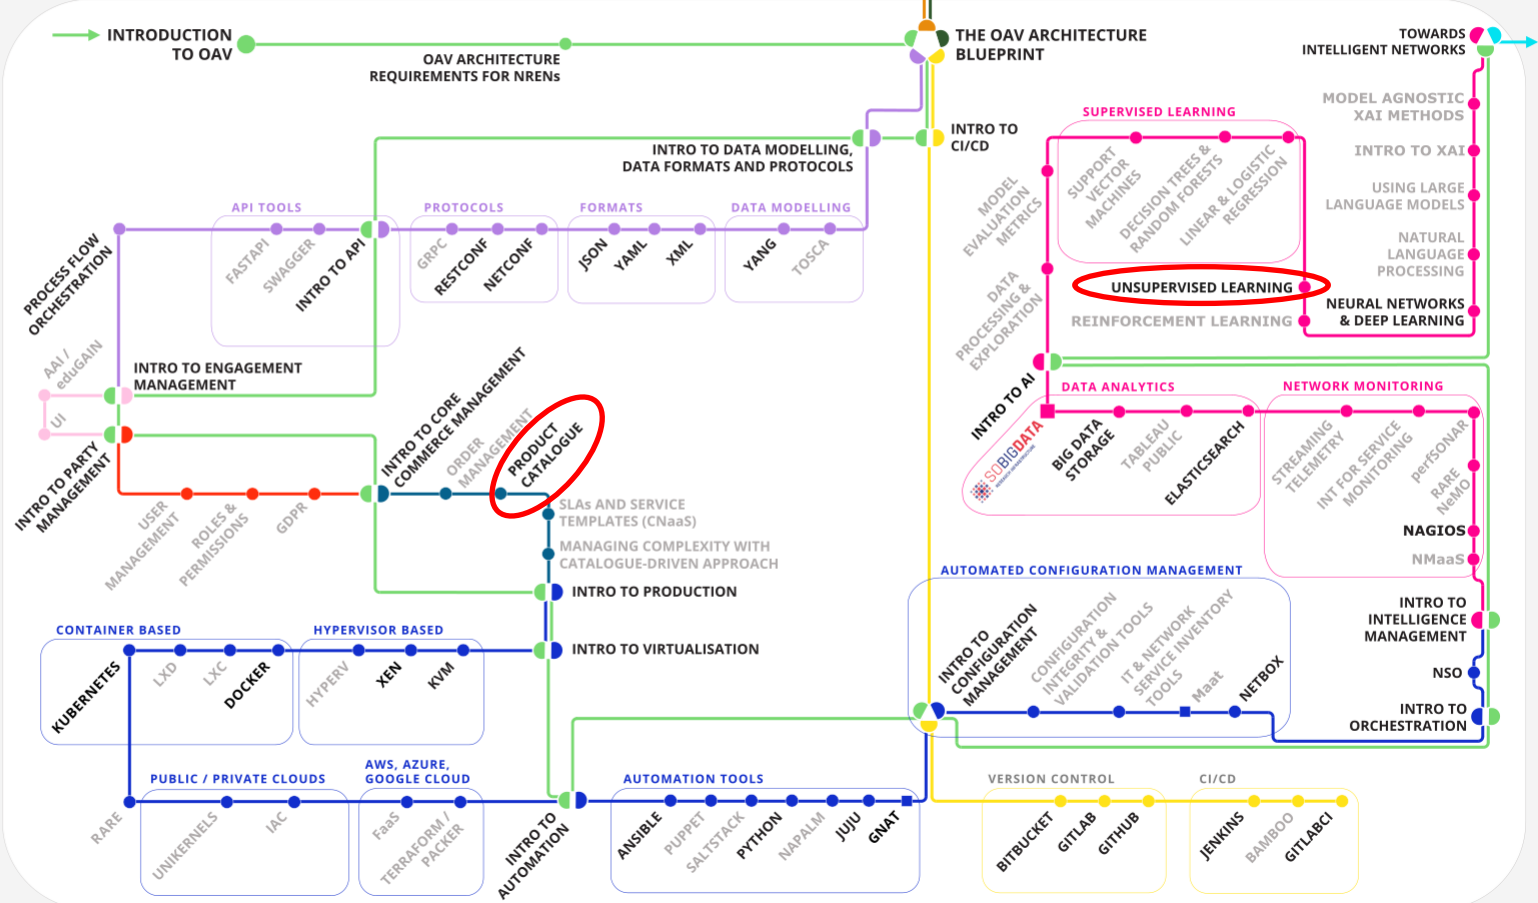 INTRODUCTION
TO OAV
OAV ARCHITECTURE
REQUIREMENTS FOR NRENs
THE OAV ARCHITECTURE
BLUEPRINT
TOWARDS
INTELLIGENT NETWORKS
INTRO TO
CI/CD
INTRO TO DATA MODELLING,
DATA FORMATS AND PROTOCOLS
SUPERVISED LEARNING
SUPPORT
VECTOR
MACHINES
DECISION TREES &
RANDOM FORESTS
LINEAR & LOGISTIC
REGRESSION
MODEL
EVALUATION
METRICS
DATA
PROCESSING &
EXPLORATION
UNSUPERVISED LEARNING
REINFORCEMENT LEARNING
MODEL AGNOSTIC
XAI METHODS
INTRO TO XAI
USING LARGE
LANGUAGE MODELS
NATURAL
LANGUAGE
PROCESSING
NEURAL NETWORKS
& DEEP LEARNING
API TOOLS
FASTAPI
SWAGGER
INTRO TO API
PROTOCOLS
GRPC
RESTCONF
NETCONF
FORMATS
JSON
YAML
XML
DATA MODELLING
YANG
TOSCA
PROCESS FLOW
ORCHESTRATION
AAI /
eduGAIN
UI
INTRO TO ENGAGEMENT
MANAGEMENT
INTRO TO PARTY
MANAGEMENT
USER
MANAGEMENT
ROLES &
PERMISSIONS
GDPR
INTRO TO CORE
COMMERCE MANAGEMENT
ORDER
MANAGEMENT
PRODUCT
CATALOGUE
SLAs AND SERVICE
TEMPLATES (CNaaS)
MANAGING COMPLEXITY WITH
CATALOGUE-DRIVEN APPROACH
INTRO TO PRODUCTION
INTRO TO VIRTUALISATION
INTRO TO AI
DATA ANALYTICS
SOBIGDATA
RESEARCH INFRASTRUCTURE
BIG DATA
STORAGE
TABLEAU
PUBLIC
ELASTICSEARCH
NETWORK MONITORING
STREAMING
TELEMETRY
INT FOR SERVICE
MONITORING
perfSONAR
RARE
NeMO
NAGIOS
NMaaS
INTRO TO
INTELLIGENCE
MANAGEMENT
NSO
INTRO TO
ORCHESTRATION
AUTOMATED CONFIGURATION MANAGEMENT
INTRO TO
CONFIGURATION
MANAGEMENT
CONFIGURATION
INTEGRITY &
VALIDATION TOOLS
IT & NETWORK
SERVICE INVENTORY
TOOLS
Maat
NETBOX
CONTAINER BASED
KUBERNETES
LXD
LXC
DOCKER
HYPERVISOR BASED
HYPERV
XEN
KVM
RARE
PUBLIC / PRIVATE CLOUDS
UNIKERNELS
IAC
AWS, AZURE,
GOOGLE CLOUD
FaaS
TERRAFORM /
PACKER
INTRO TO
AUTOMATION
AUTOMATION TOOLS
ANSIBLE
PUPPET
SALTSTACK
PYTHON
NAPALM
JUJU
GNAT
VERSION CONTROL
BITBUCKET
GITLAB
GITHUB
CI/CD
JENKINS
BAMBOO
GITLABCI